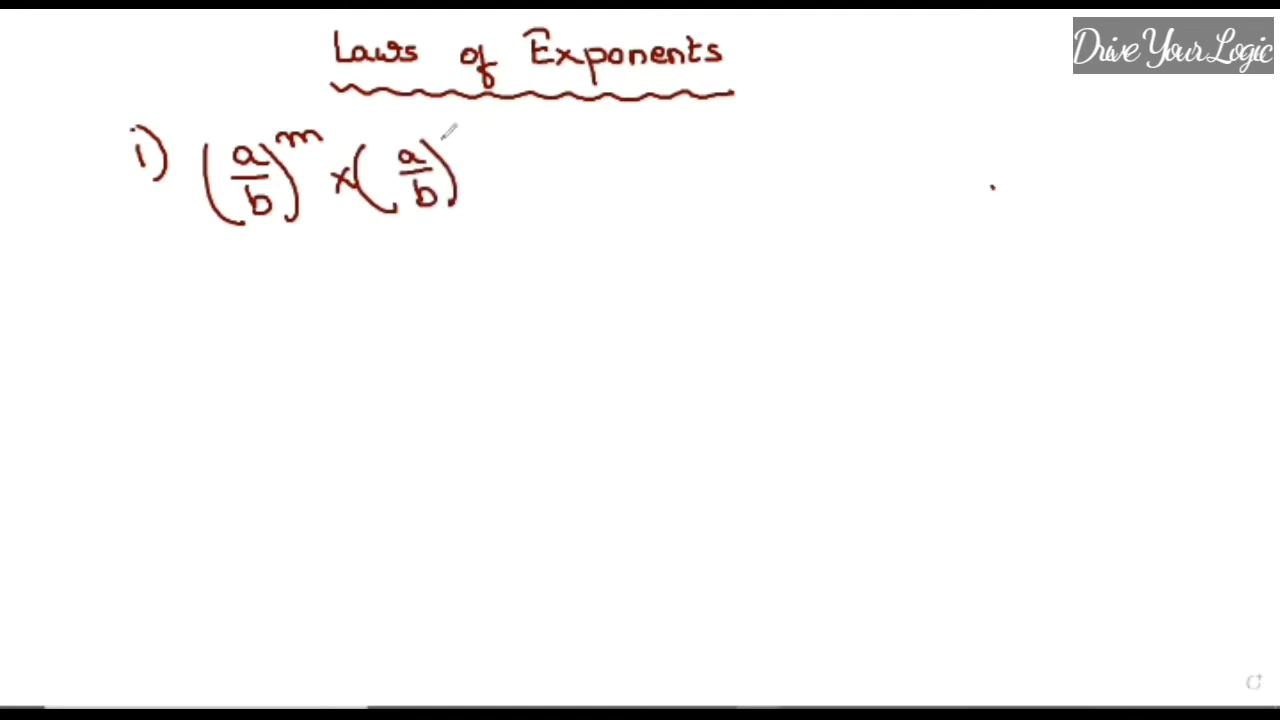 Drive Your Logic
Laws of Exponents
i) (a/b)^m × (a/b)